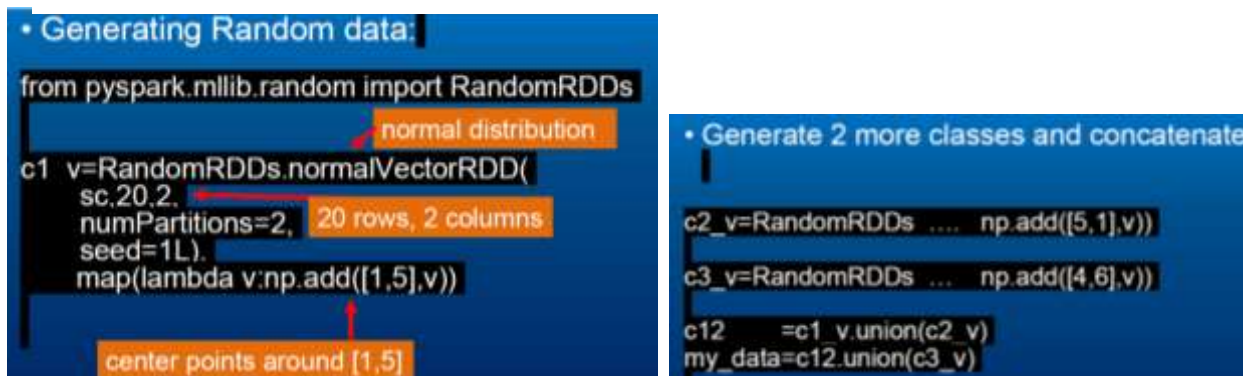 • Generating Random data:
from pyspark.mllib.random import RandomRDDs
normal distribution
c1_v=RandomRDDs.normalVectorRDD(
sc,20,2,
numPartitions=2,
20 rows, 2 columns
seed=1L).
map(lambda v:np.add([1,5],v))
center points around [1,5]
• Generate 2 more classes and concatenate
c2_v=RandomRDDs .... np.add([5,1],v))
c3_v=RandomRDDs ... np.add([4,6],v))
c12 =c1_v.union(c2_v)
my_data=c12.union(c3_v)